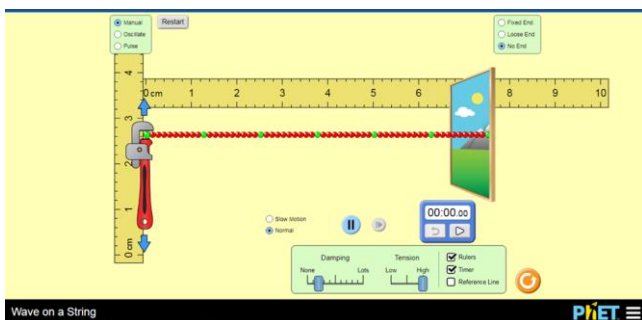 Manual
Oscillate
Pulse
Restart
Fixed End
Loose End
No End
4
3
2
1
0 cm
0 cm 1 2 3 4 5 6 7 8 9 10
Slow Motion
Normal
00:00.00
Damping
None Lots
Tension
Low High
Rulers
Timer
Reference Line
Wave on a String
PhET